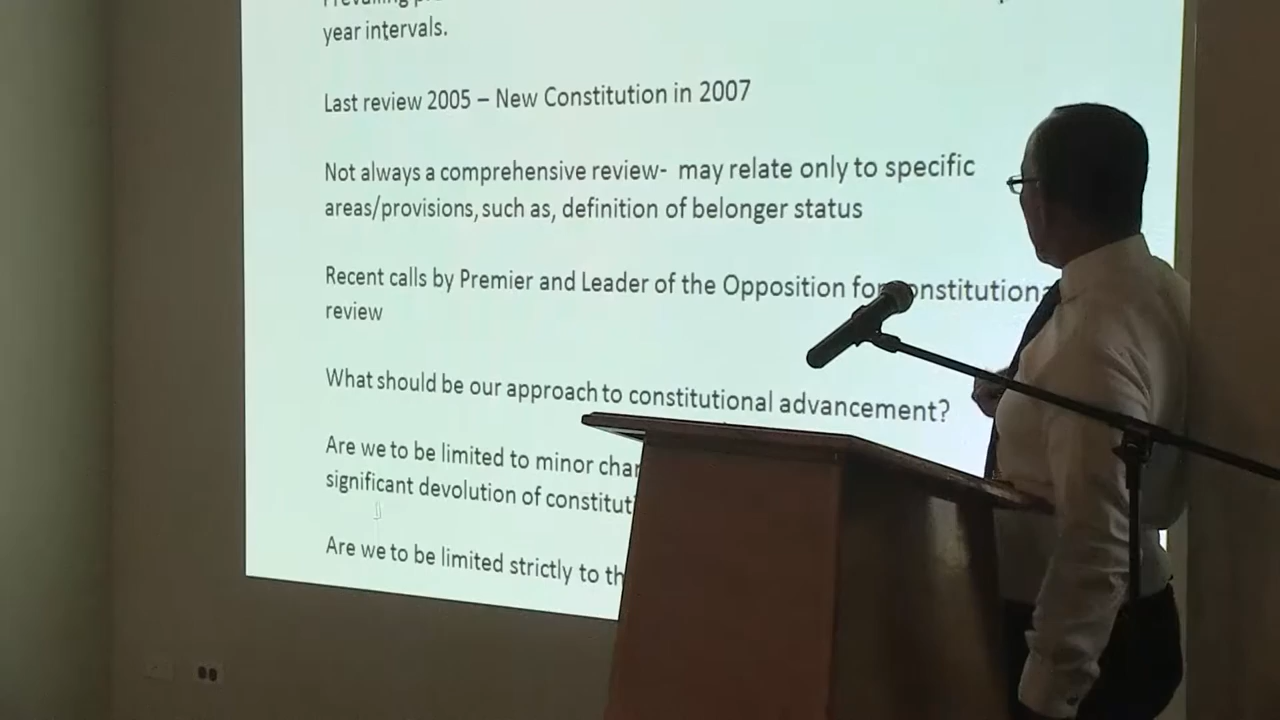 year intervals.
Last review 2005 – New Constitution in 2007
Not always a comprehensive review- may relate only to specific
areas/provisions, such as, definition of belonger status
Recent calls by Premier and Leader of the Opposition for
review
What should be our approach to constitutional advancement?
Are we to be limited to minor
significant devolution of
Are we to be limited strictly to